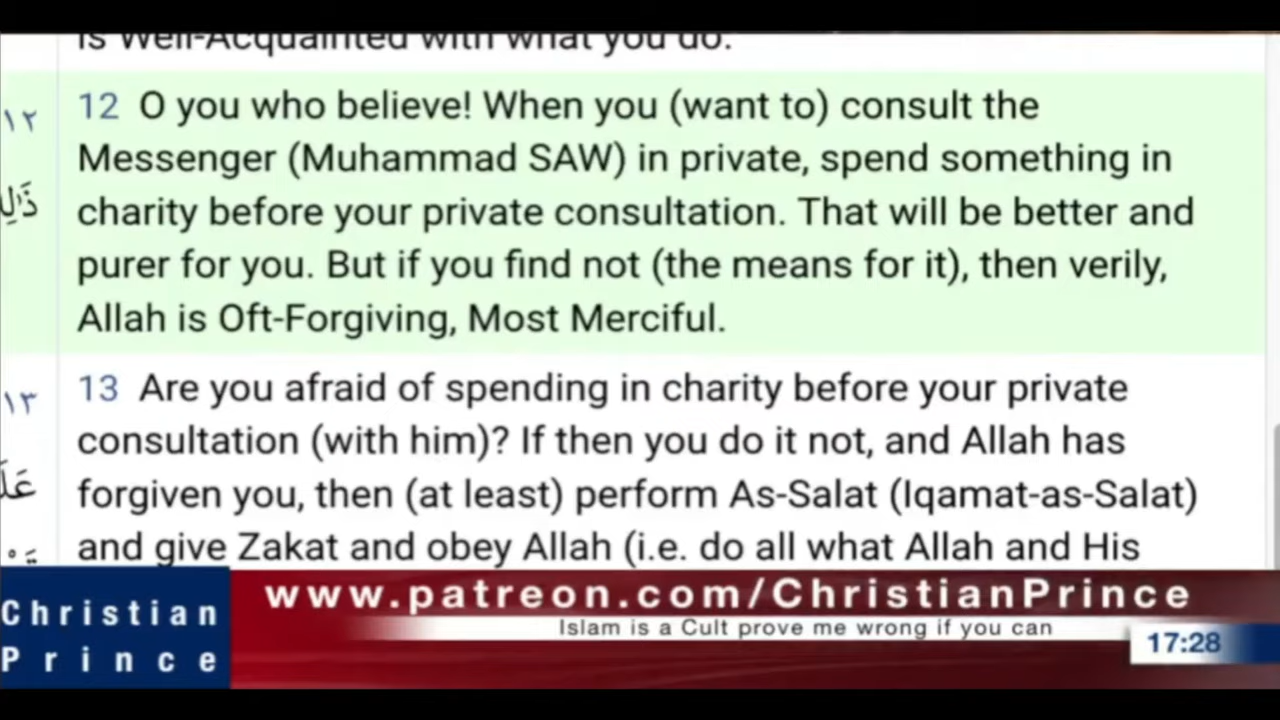 is Well-Acquainted with what you do.
١٢ 12 O you who believe! When you (want to) consult the
Messenger (Muhammad SAW) in private, spend something in
charity before your private consultation. That will be better and
purer for you. But if you find not (the means for it), then verily,
Allah is Oft-Forgiving, Most Merciful.
١٣ 13 Are you afraid of spending in charity before your private
consultation (with him)? If then you do it not, and Allah has
forgiven you, then (at least) perform As-Salat (Iqamat-as-Salat)
and give Zakat and obey Allah (i.e. do all what Allah and His
Christian
Prince
www.patreon.com/ChristianPrince
Islam is a Cult prove me wrong if you can
17:28